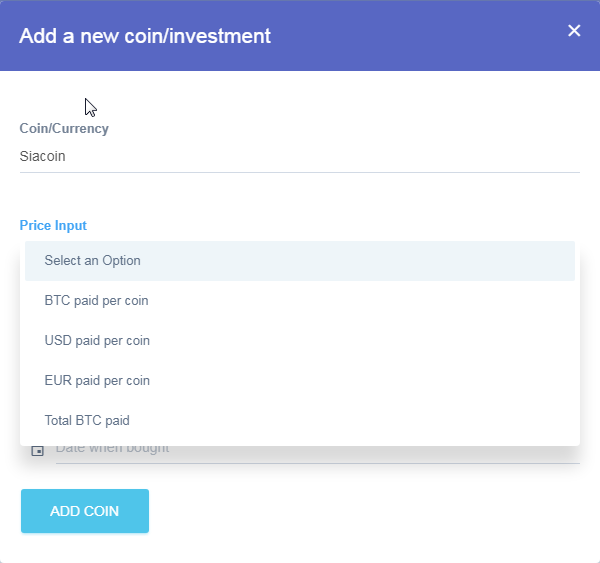 Add a new coin/investment
Coin/Currency
Siacoin
Price Input
Select an Option
BTC paid per coin
USD paid per coin
EUR paid per coin
Total BTC paid
Date when bought
ADD COIN